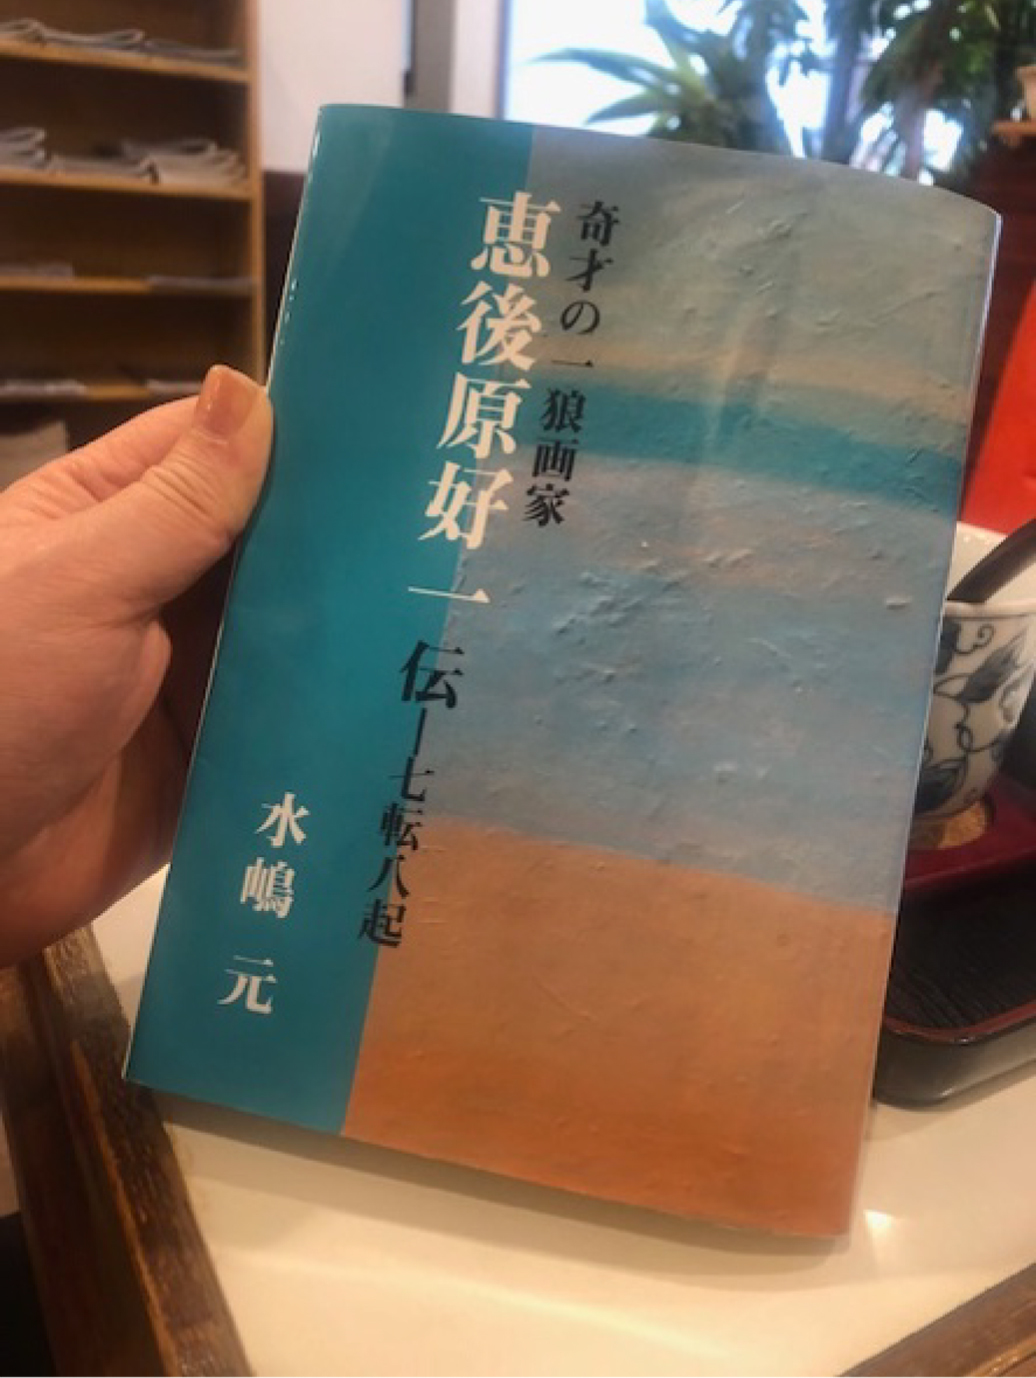 奇才の一狼画家
恵後原好一伝—七転八起
水嶋元